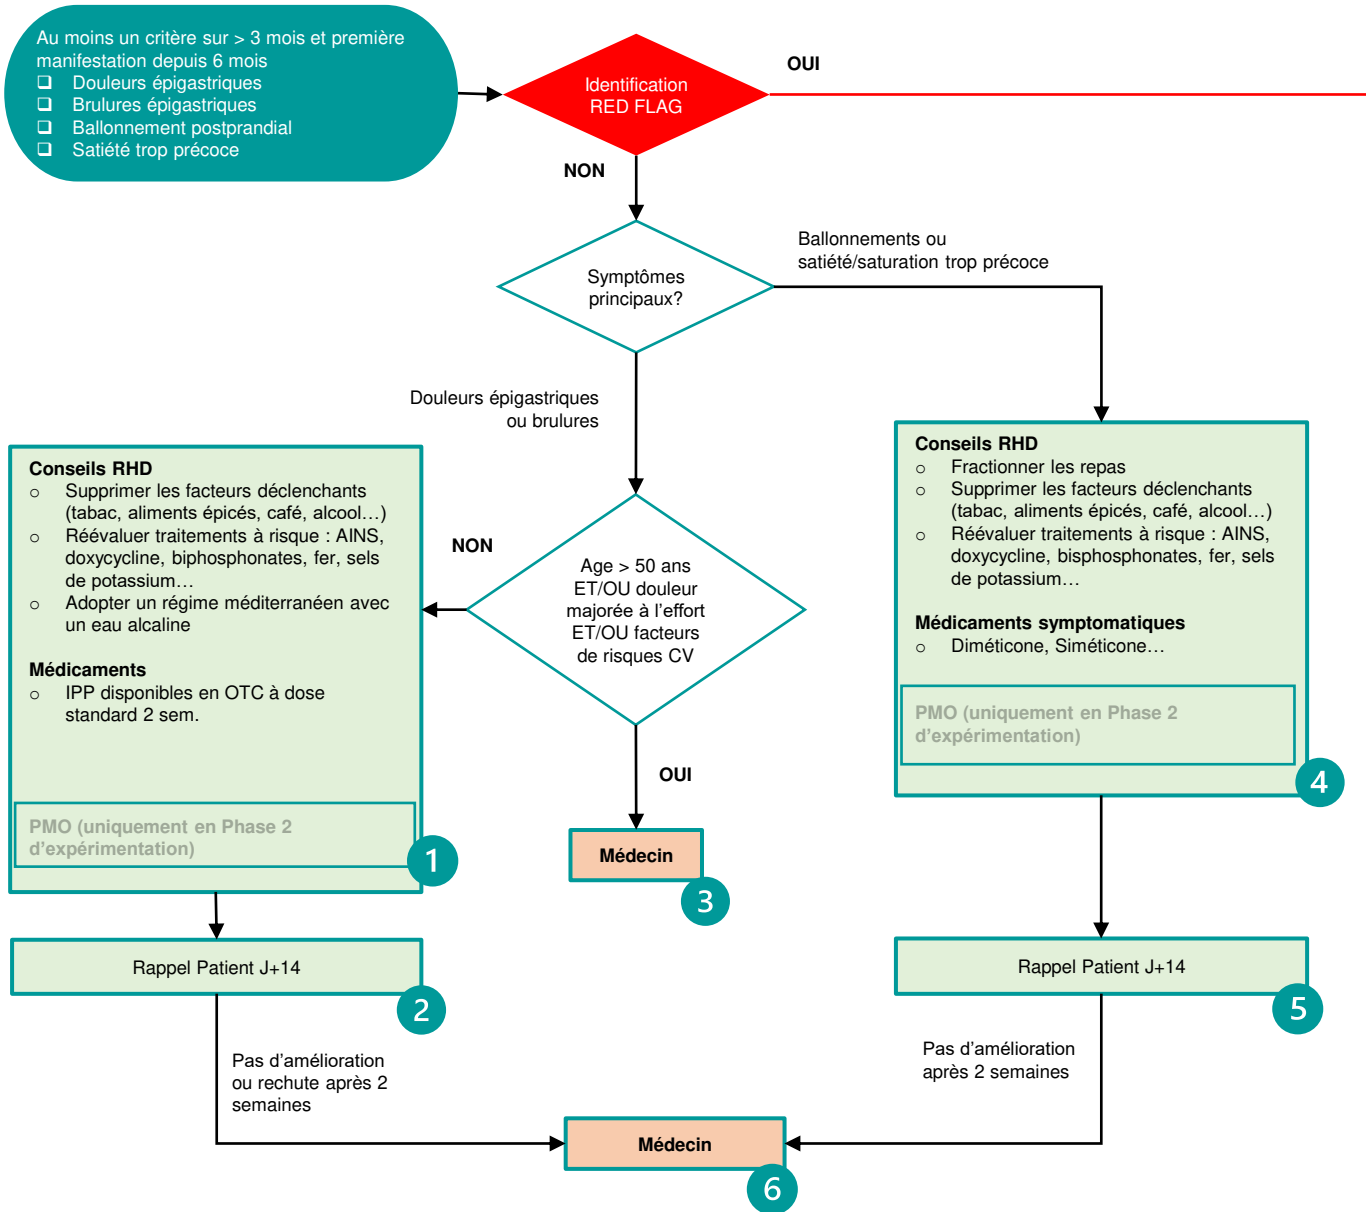 Au moins un critère sur > 3 mois et première
manifestation depuis 6 mois
❑ Douleurs épigastriques
❑ Brulures épigastriques
❑ Ballonnement postprandial
❑ Satiété trop précoce
Identification
RED FLAG
OUI
NON
Symptômes
principaux?
Ballonnements ou
satiété/saturation trop précoce
Douleurs épigastriques
ou brulures
Conseils RHD
o Supprimer les facteurs déclenchants
(tabac, aliments épicés, café, alcool…)
o Réévaluer traitements à risque : AINS,
doxycycline, biphosphonates, fer, sels
de potassium…
o Adopter un régime méditerranéen avec
un eau alcaline
Médicaments
o IPP disponibles en OTC à dose
standard 2 sem.
PMO (uniquement en Phase 2
d'expérimentation)
1
NON
Age > 50 ans
ET/OU douleur
majorée à l'effort
ET/OU facteurs
de risques CV
OUI
Médecin
3
Conseils RHD
o Fractionner les repas
o Supprimer les facteurs déclenchants
(tabac, aliments épicés, café, alcool…)
o Réévaluer traitements à risque : AINS,
doxycycline, bisphosphonates, fer, sels
de potassium…
Médicaments symptomatiques
o Diméticone, Siméticone…
PMO (uniquement en Phase 2
d'expérimentation)
4
Rappel Patient J+14
2
Rappel Patient J+14
5
Pas d'amélioration
ou rechute après 2
semaines
Pas d'amélioration
après 2 semaines
Médecin
6